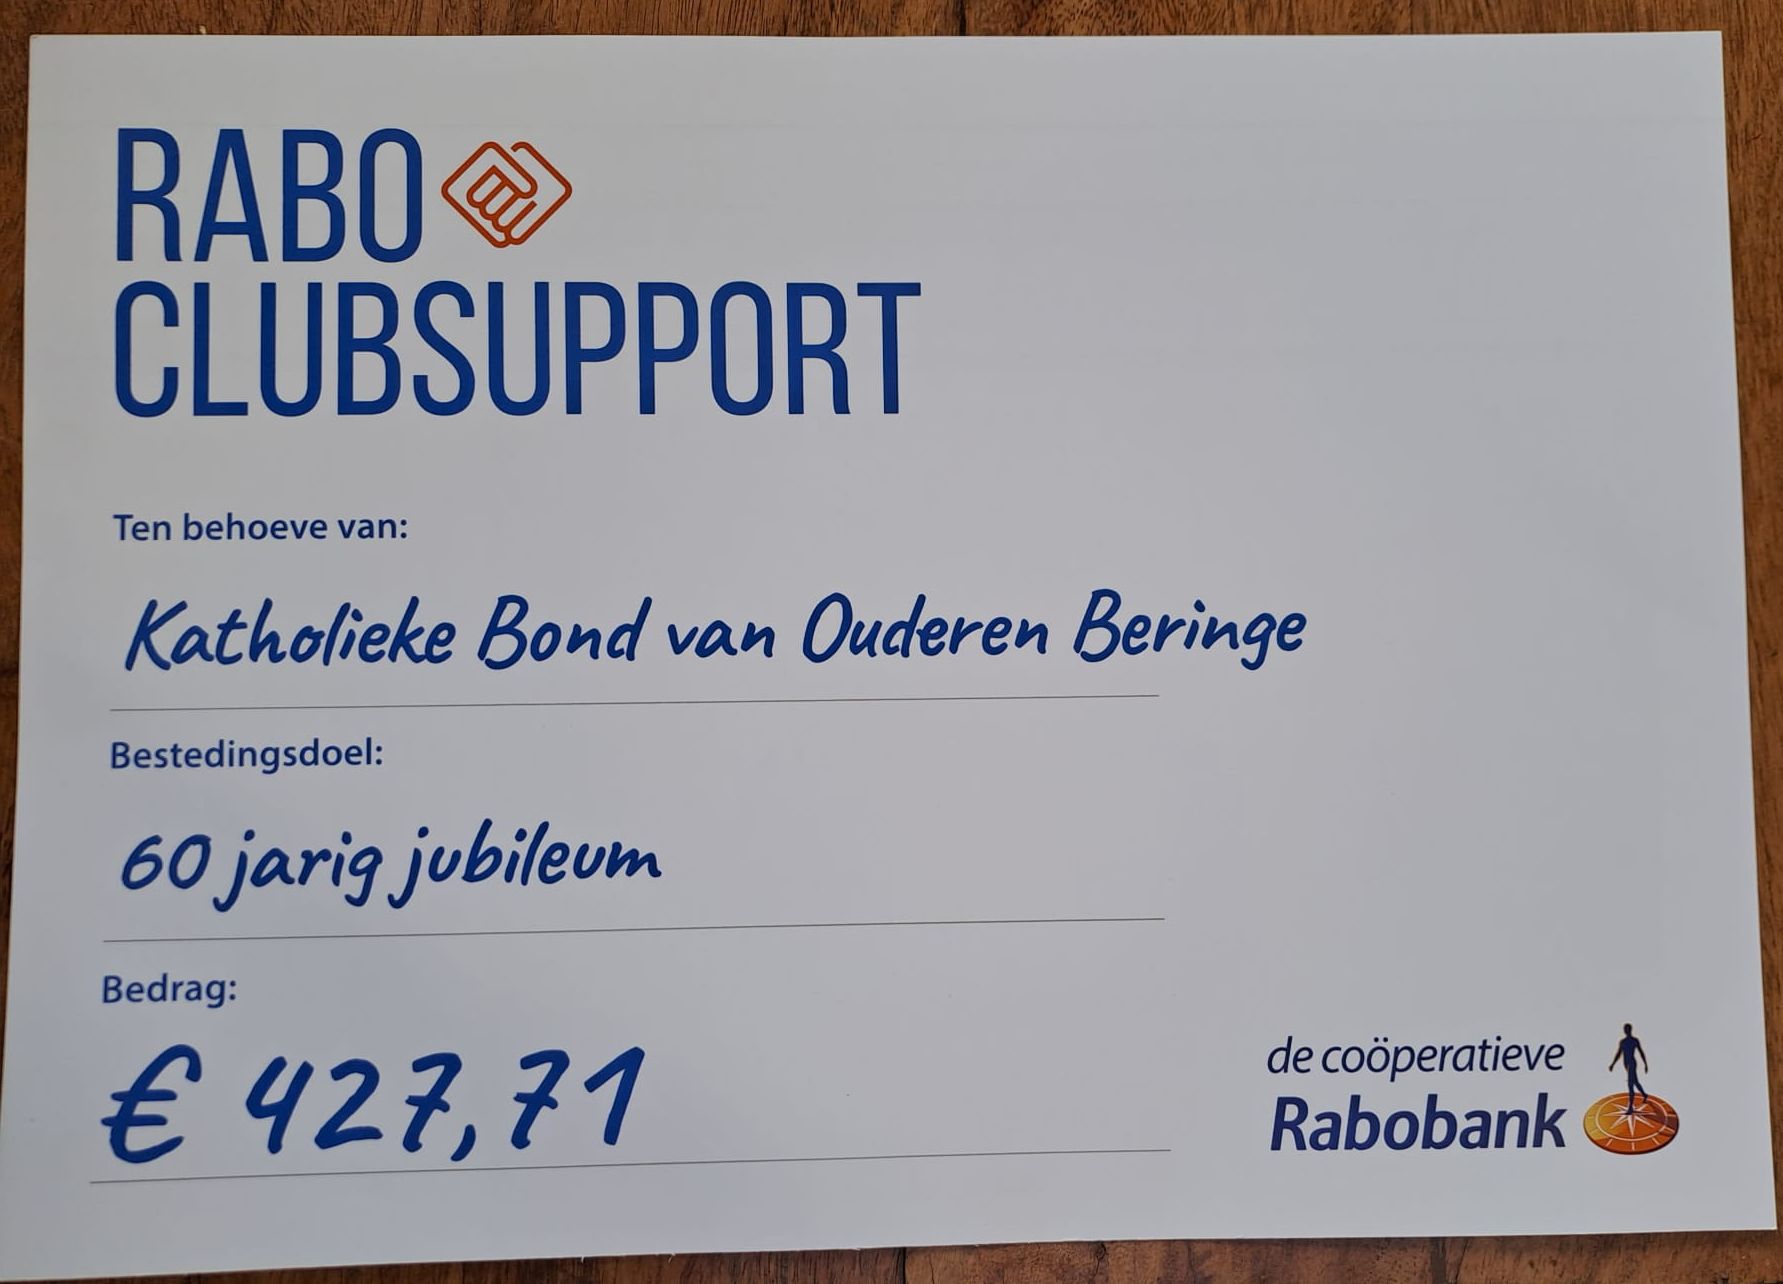 RABO
CLUBSUPPORT
Ten behoeve van:
Katholieke Bond van Ouderen Beringe
Bestedingsdoel:
60 jarig jubileum
Bedrag:
€ 427,71
de coöperatieve
Rabobank